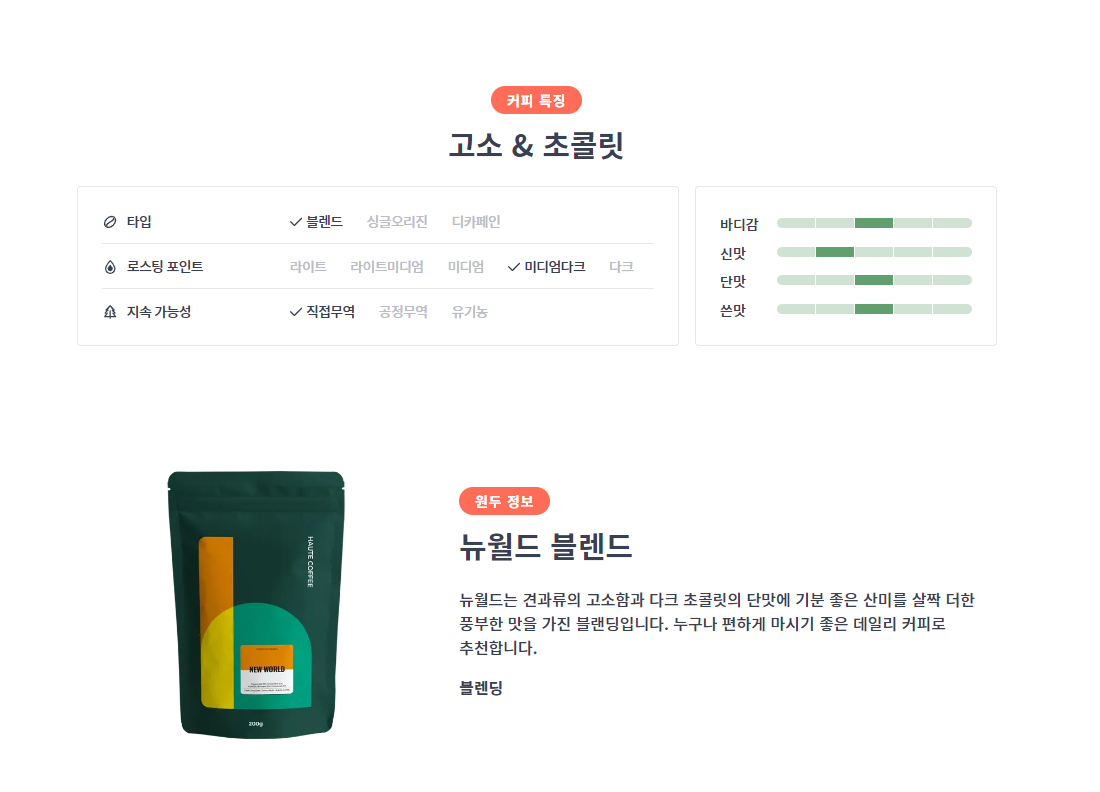 커피 특징
고소 & 초콜릿
타입 블렌드 싱글오리진 디카페인
로스팅 포인트 라이트 라이트미디엄 미디엄 미디엄다크 다크
지속 가능성 직접무역 공정무역 유기농
바디감
신맛
단맛
쓴맛
HAUTE COFFEE
NEW WORLD
200g
원두 정보
뉴월드 블렌드
뉴월드는 견과류의 고소함과 다크 초콜릿의 단맛에 기분 좋은 산미를 살짝 더한
풍부한 맛을 가진 블랜딩입니다. 누구나 편하게 마시기 좋은 데일리 커피로
추천합니다.
블렌딩